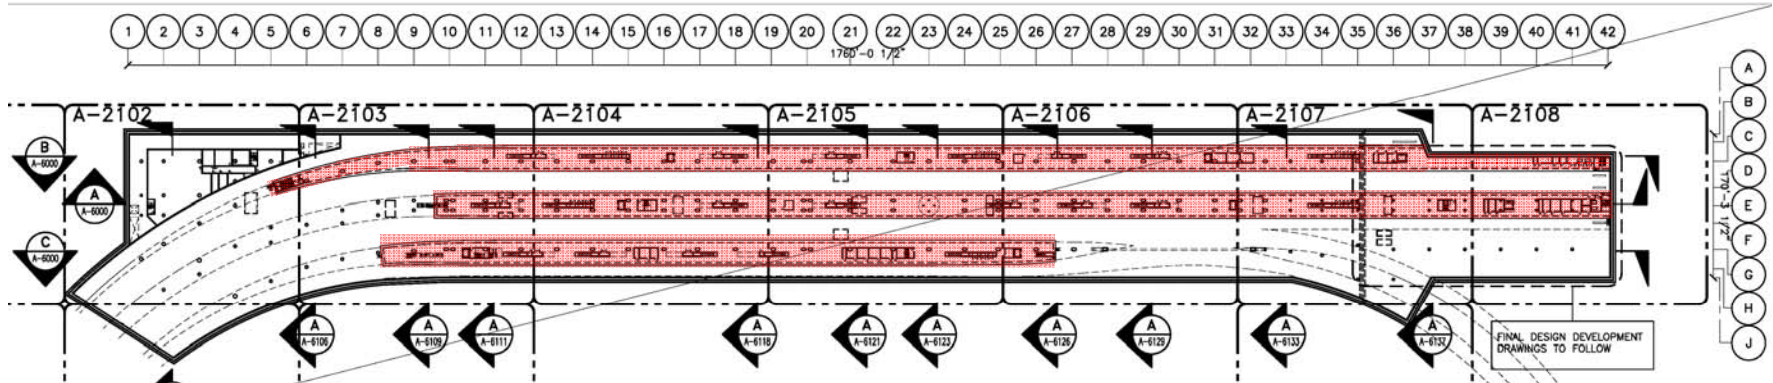 1 2 3 4 5 6 7 8 9 10 11 12 13 14 15 16 17 18 19 20 21 22 23 24 25 26 27 28 29 30 31 32 33 34 35 36 37 38 39 40 41 42
1760'-0 1/2"
A
B
C
D
E
F
G
H
J
170'-3 1/2"
A-2102 A-2103 A-2104 A-2105 A-2106 A-2107 A-2108
B
A-6000
A
A-6000
C
A-6000
A
A-6106
A
A-6109
A
A-6111
A
A-6118
A
A-6121
A
A-6123
A
A-6126
A
A-6129
A
A-6133
A
A-6137
FINAL DESIGN DEVELOPMENT
DRAWINGS TO FOLLOW